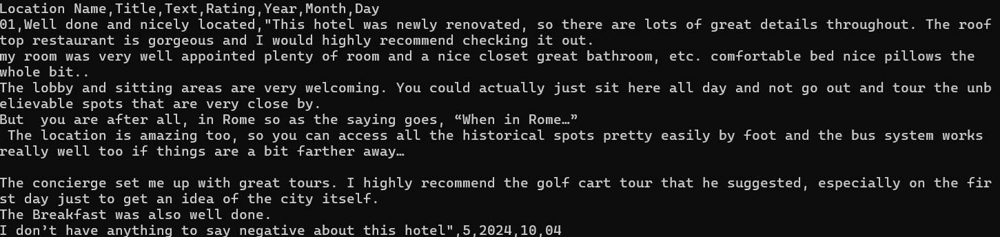 Location Name,Title,Text,Rating,Year,Month,Day
01,Well done and nicely located,"This hotel was newly renovated, so there are lots of great details throughout. The roof
top restaurant is gorgeous and I would highly recommend checking it out.
my room was very well appointed plenty of room and a nice closet great bathroom, etc. comfortable bed nice pillows the
whole bit..
The lobby and sitting areas are very welcoming. You could actually just sit here all day and not go out and tour the unb
elievable spots that are very close by.
But  you are after all, in Rome so as the saying goes, “When in Rome…”
 The location is amazing too, so you can access all the historical spots pretty easily by foot and the bus system works
really well too if things are a bit farther away…

The concierge set me up with great tours. I highly recommend the golf cart tour that he suggested, especially on the fir
st day just to get an idea of the city itself.
The Breakfast was also well done.
I don’t have anything to say negative about this hotel",5,2024,10,04